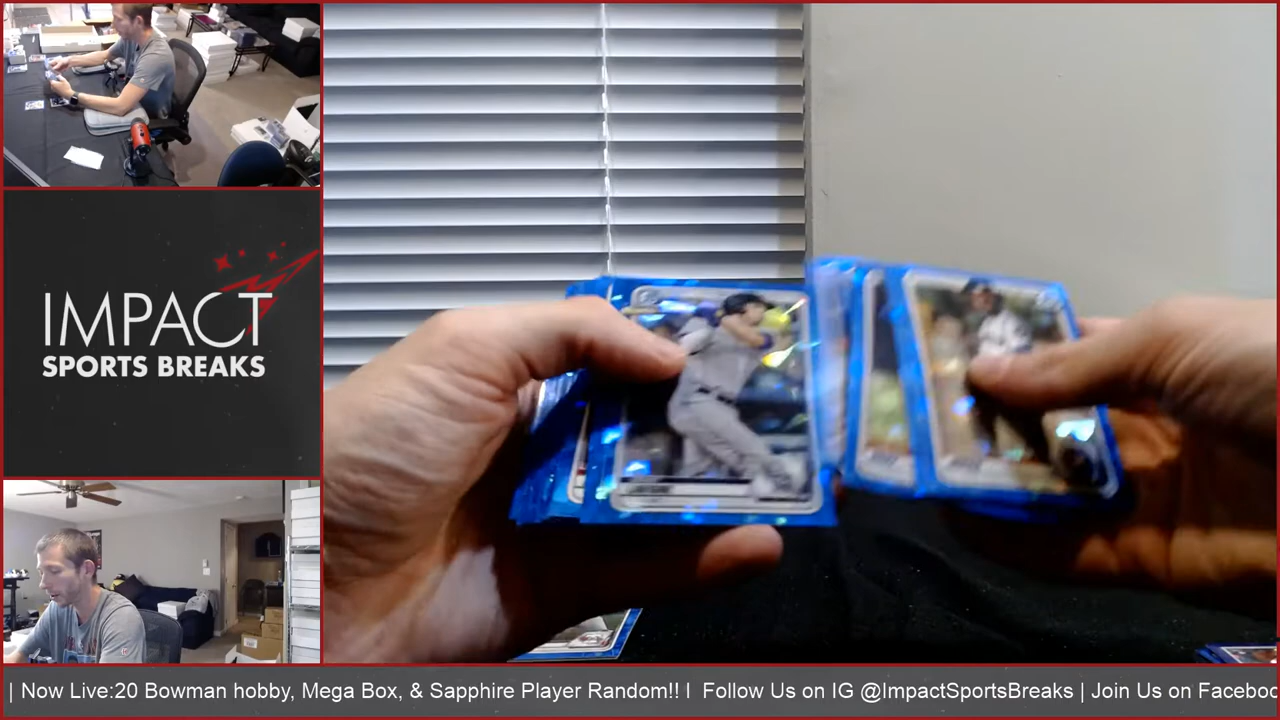 IMPACT
SPORTS BREAKS
| Now Live:20 Bowman hobby, Mega Box, & Sapphire Player Random!! I Follow Us on IG @ImpactSportsBreaks | Join Us on Faceboo